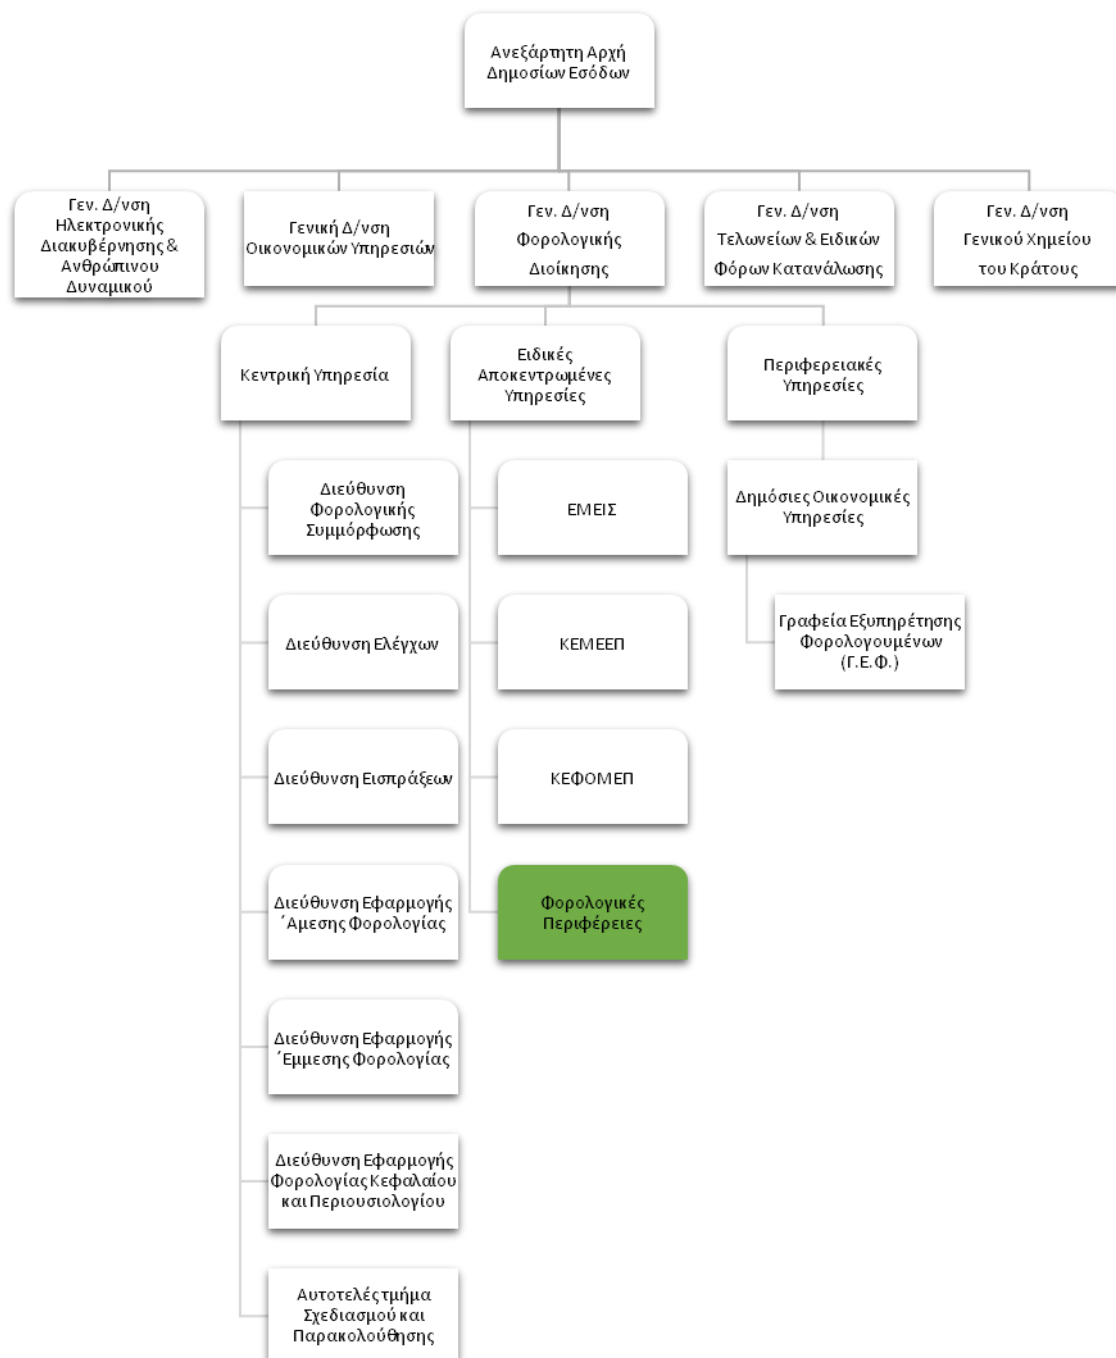 Ανεξάρτητη Αρχή
Δημοσίων Εσόδων
Γεν. Δ/νση
Ηλεκτρονικής
Διακυβέρνησης &
Ανθρώπινου
Δυναμικού
Γενική Δ/νση
Οικονομικών Υπηρεσιών
Γεν. Δ/νση
Φορολογικής
Διοίκησης
Γεν. Δ/νση
Τελωνείων & Ειδικών
Φόρων Κατανάλωσης
Γεν. Δ/νση
Γενικού Χημείου
του Κράτους
Κεντρική Υπηρεσία
Ειδικές
Αποκεντρωμένες
Υπηρεσίες
Περιφερειακές
Υπηρεσίες
Διεύθυνση
Φορολογικής
Συμμόρφωσης
ΕΜΕΙΣ
Δημόσιες Οικονομικές
Υπηρεσίες
Διεύθυνση Ελέγχων
ΚΕΜΕΕΠ
Γραφεία Εξυπηρέτησης
Φορολογουμένων
(Γ.Ε.Φ.)
Διεύθυνση Εισπράξεων
ΚΕΦΟΜΕΠ
Διεύθυνση Εφαρμογής
΄Αμεσης Φορολογίας
Φορολογικές
Περιφέρειες
Διεύθυνση Εφαρμογής
΄Εμμεσης Φορολογίας
Διεύθυνση Εφαρμογής
Φορολογίας Κεφαλαίου
και Περιουσιολογίου
Αυτοτελές τμήμα
Σχεδιασμού και
Παρακολούθησης